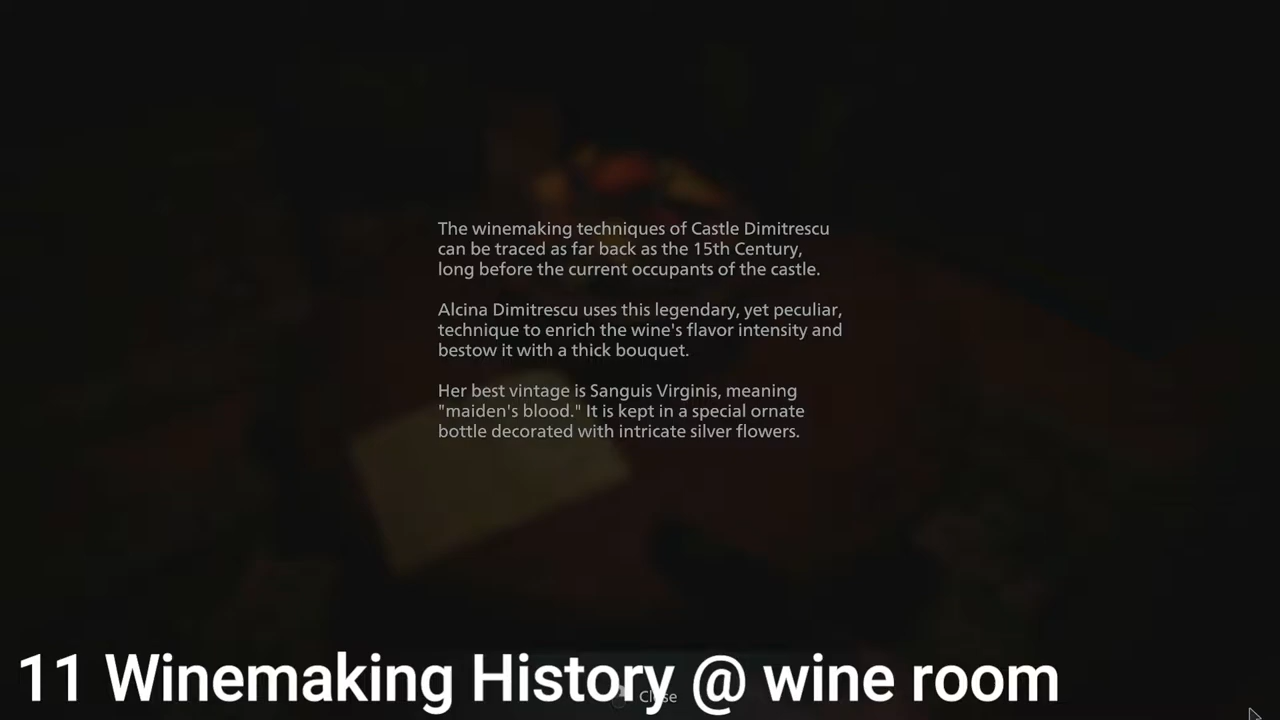 The winemaking techniques of Castle Dimitrescu
can be traced as far back as the 15th Century,
long before the current occupants of the castle.
Alcina Dimitrescu uses this legendary, yet peculiar,
technique to enrich the wine's flavor intensity and
bestow it with a thick bouquet.
Her best vintage is Sanguis Virginis, meaning
"maiden's blood." It is kept in a special ornate
bottle decorated with intricate silver flowers.
11 Winemaking History @ wine room
Close